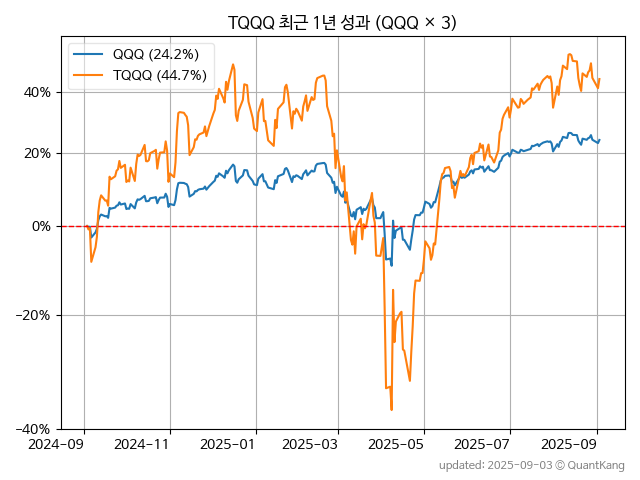 TQQQ 최근 1년 성과 (QQQ × 3)
QQQ (24.2%)
TQQQ (44.7%)
40%
20%
0%
−20%
−40%
2024-09 2024-11 2025-01 2025-03 2025-05 2025-07 2025-09
updated: 2025-09-03 © QuantKang